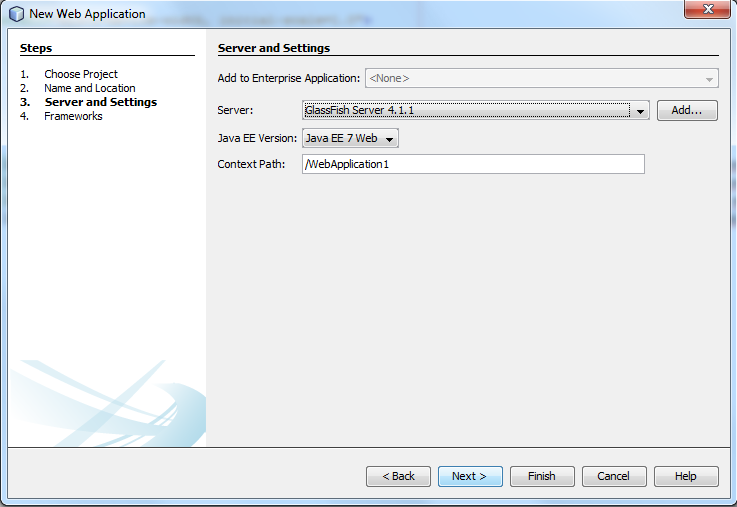 New Web Application
Steps
1. Choose Project
2. Name and Location
3. Server and Settings
4. Frameworks
Server and Settings
Add to Enterprise Application: <None>
Server: GlassFish Server 4.1.1 Add...
Java EE Version: Java EE 7 Web
Context Path: /WebApplication1
< Back Next > Finish Cancel Help